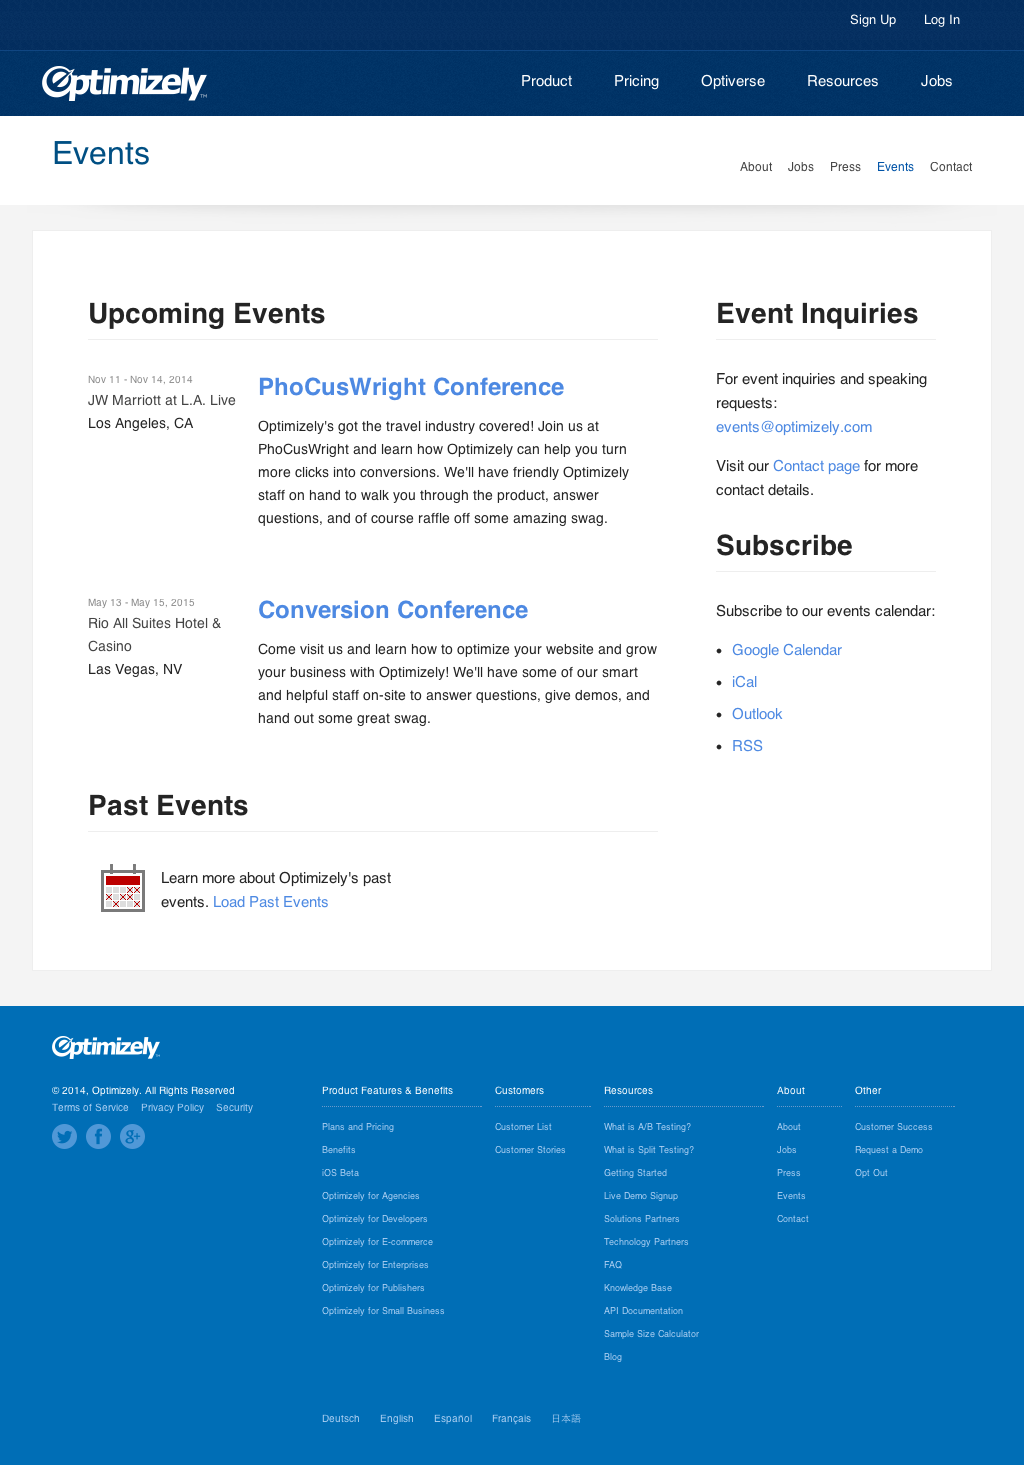 Sign Up Log In
Optimizely™
Product Pricing Optiverse Resources Jobs
Events
About Jobs Press Events Contact
Upcoming Events
Nov 11 - Nov 14, 2014
JW Marriott at L.A. Live
Los Angeles, CA
PhoCusWright Conference
Optimizely's got the travel industry covered! Join us at
PhoCusWright and learn how Optimizely can help you turn
more clicks into conversions. We'll have friendly Optimizely
staff on hand to walk you through the product, answer
questions, and of course raffle off some amazing swag.
May 13 - May 15, 2015
Rio All Suites Hotel &
Casino
Las Vegas, NV
Conversion Conference
Come visit us and learn how to optimize your website and grow
your business with Optimizely! We'll have some of our smart
and helpful staff on-site to answer questions, give demos, and
hand out some great swag.
Past Events
Learn more about Optimizely's past
events. Load Past Events
Event Inquiries
For event inquiries and speaking
requests:
events@optimizely.com
Visit our Contact page for more
contact details.
Subscribe
Subscribe to our events calendar:
• Google Calendar
• iCal
• Outlook
• RSS
Optimizely™
© 2014, Optimizely. All Rights Reserved
Terms of Service Privacy Policy Security
Product Features & Benefits
Plans and Pricing
Benefits
iOS Beta
Optimizely for Agencies
Optimizely for Developers
Optimizely for E-commerce
Optimizely for Enterprises
Optimizely for Publishers
Optimizely for Small Business
Customers
Customer List
Customer Stories
Resources
What is A/B Testing?
What is Split Testing?
Getting Started
Live Demo Signup
Solutions Partners
Technology Partners
FAQ
Knowledge Base
API Documentation
Sample Size Calculator
Blog
About
About
Jobs
Press
Events
Contact
Other
Customer Success
Request a Demo
Opt Out
Deutsch English Español Français 日本語